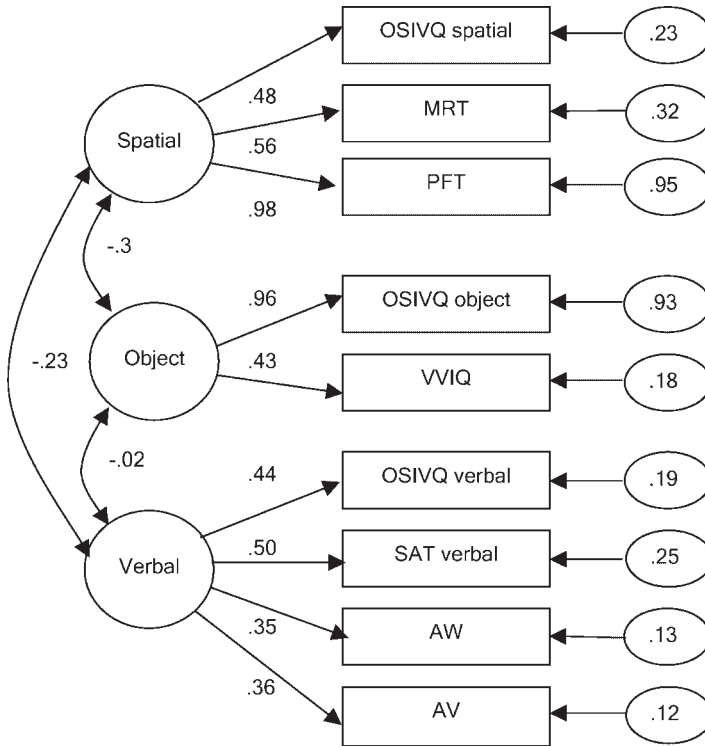 OSIVQ spatial
.23
.48
MRT
.32
Spatial
.56
PFT
.95
.98
-.3
.96
OSIVQ object
.93
Object
-.23
.43
VVIQ
.18
-.02
.44
OSIVQ verbal
.19
.50
SAT verbal
.25
Verbal
.35
AW
.13
.36
AV
.12